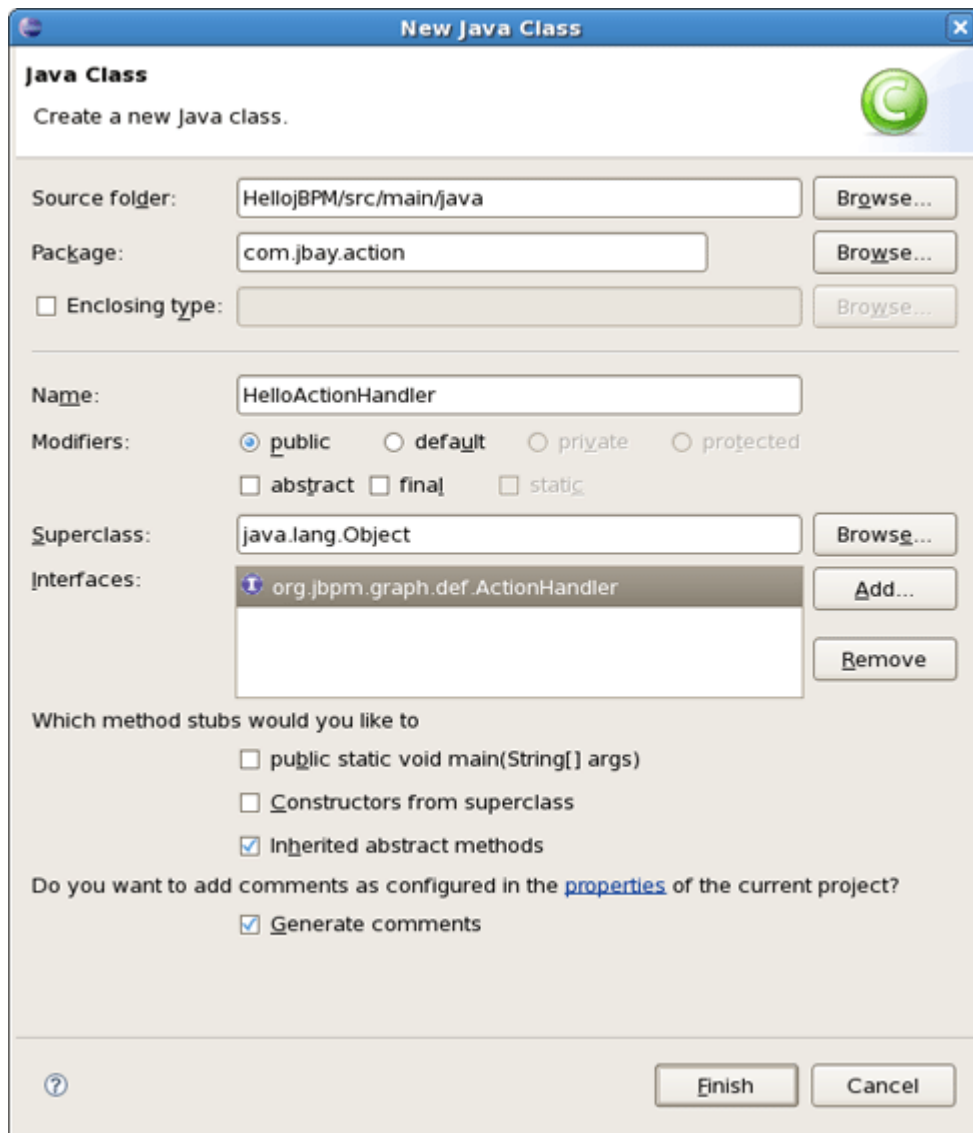 New Java Class
Java Class
Create a new Java class.
Source folder: HellojBPM/src/main/java Browse...
Package: com.jbay.action Browse...
Enclosing type: Browse...
Name: HelloActionHandler
Modifiers: public default private protected
abstract final static
Superclass: java.lang.Object Browse...
Interfaces: org.jbpm.graph.def.ActionHandler Add...
Remove
Which method stubs would you like to
public static void main(String[] args)
Constructors from superclass
Inherited abstract methods
Do you want to add comments as configured in the properties of the current project?
Generate comments
Finish Cancel